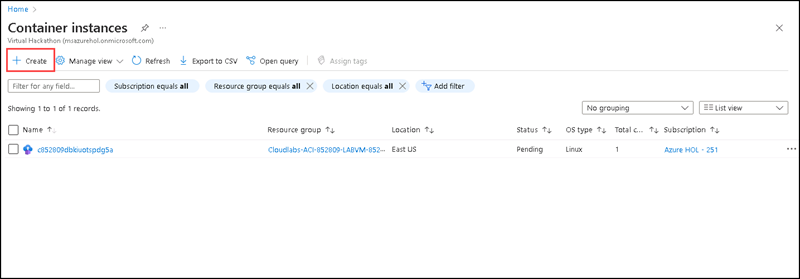 Home >
Container instances ...
Virtual Hackathon (msazurehol.onmicrosoft.com)
+ Create Manage view Refresh Export to CSV Open query Assign tags
Filter for any field... Subscription equals all Resource group equals all Location equals all Add filter
Showing 1 to 1 of 1 records.
No grouping List view
Name Resource group Location Status OS type Total c... Subscription
c852809dbkiuotspdg5a Cloudlabs-ACI-852809-LABVM-852... East US Pending Linux 1 Azure HOL - 251 ...